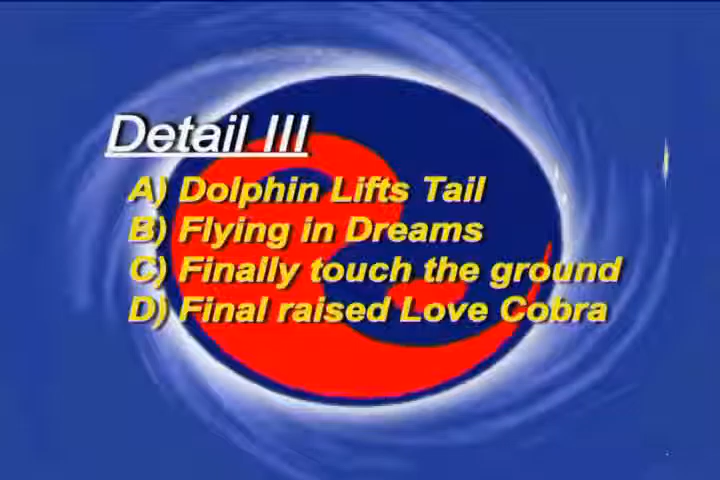 Detail III
A) Dolphin Lifts Tail
B) Flying in Dreams
C) Finally touch the ground
D) Final raised Love Cobra